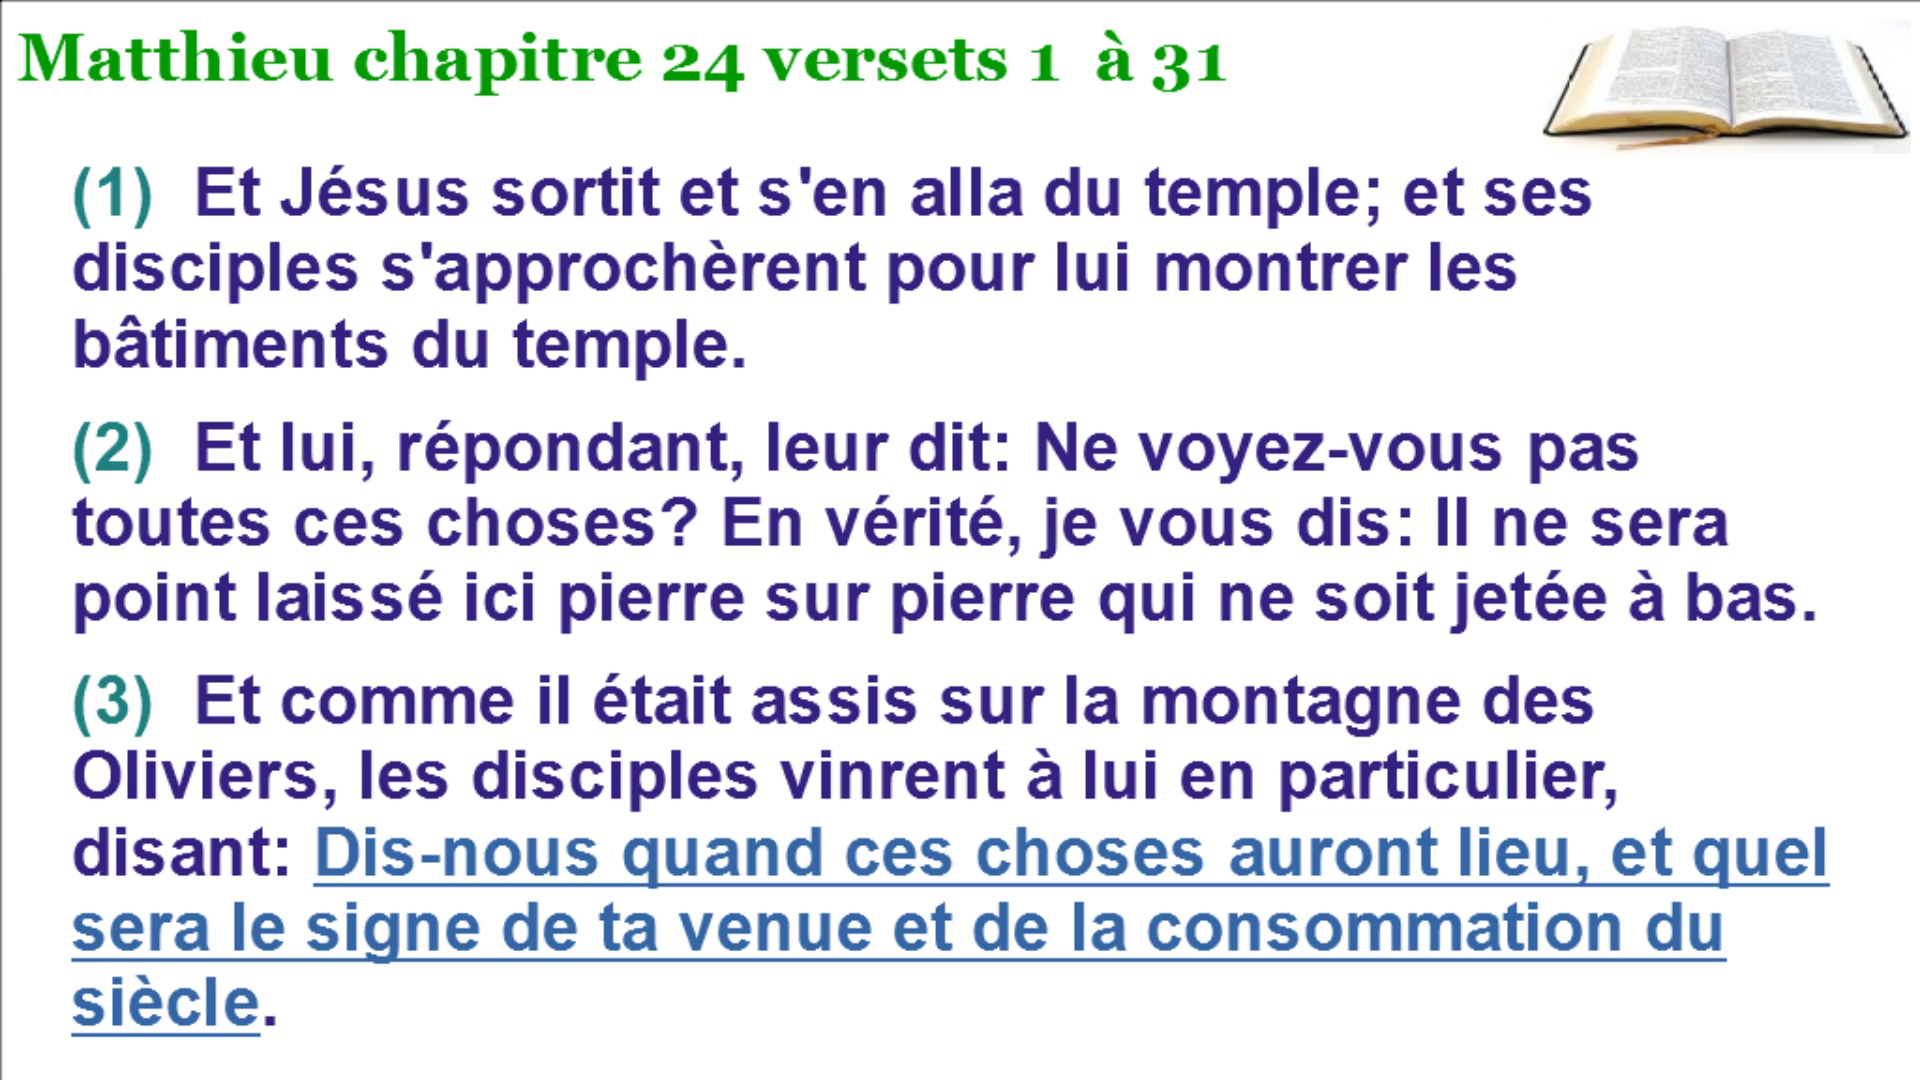 Matthieu chapitre 24 versets 1 à 31
(1) Et Jésus sortit et s'en alla du temple; et ses
disciples s'approchèrent pour lui montrer les
bâtiments du temple.
(2) Et lui, répondant, leur dit: Ne voyez-vous pas
toutes ces choses? En vérité, je vous dis: Il ne sera
point laissé ici pierre sur pierre qui ne soit jetée à bas.
(3) Et comme il était assis sur la montagne des
Oliviers, les disciples vinrent à lui en particulier,
disant: Dis-nous quand ces choses auront lieu, et quel
sera le signe de ta venue et de la consommation du
siècle.